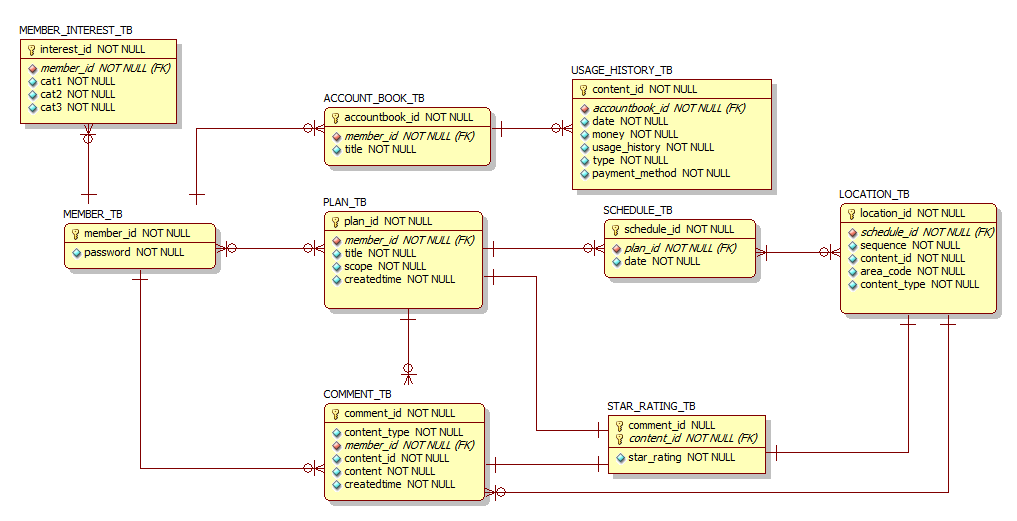 MEMBER_INTEREST_TB
interest_id NOT NULL
member_id NOT NULL (FK)
cat1 NOT NULL
cat2 NOT NULL
cat3 NOT NULL
ACCOUNT_BOOK_TB
accountbook_id NOT NULL
member_id NOT NULL (FK)
title NOT NULL
USAGE_HISTORY_TB
content_id NOT NULL
accountbook_id NOT NULL (FK)
date NOT NULL
money NOT NULL
usage_history NOT NULL
type NOT NULL
payment_method NOT NULL
MEMBER_TB
member_id NOT NULL
password NOT NULL
PLAN_TB
plan_id NOT NULL
member_id NOT NULL (FK)
title NOT NULL
scope NOT NULL
createdtime NOT NULL
SCHEDULE_TB
schedule_id NOT NULL
plan_id NOT NULL (FK)
date NOT NULL
LOCATION_TB
location_id NOT NULL
schedule_id NOT NULL (FK)
sequence NOT NULL
content_id NOT NULL
area_code NOT NULL
content_type NOT NULL
COMMENT_TB
comment_id NOT NULL
content_type NOT NULL
member_id NOT NULL (FK)
content_id NOT NULL
content NOT NULL
createdtime NOT NULL
STAR_RATING_TB
comment_id NOT NULL
content_id NOT NULL (FK)
star_rating NOT NULL